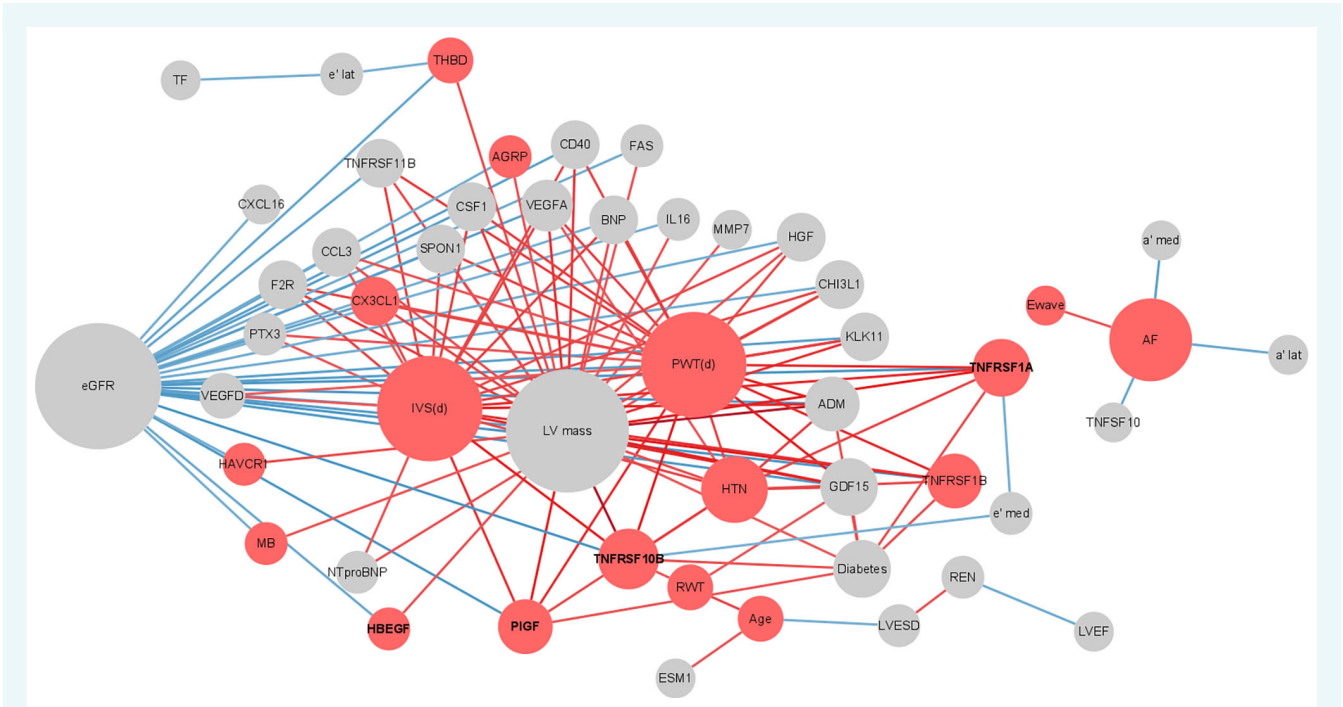 THBD
TF
e' lat
CD40
FAS
TNFRSF11B
AGRP
CXCL16
CSF1
VEGFA
BNP
IL16
MMP7
HGF
a' med
CCL3
SPON1
F2R
CX3CL1
CHI3L1
Ewave
PTX3
KLK11
AF
a' lat
eGFR
PWT(d)
TNFRSF1A
VEGFD
IVS(d)
ADM
LV mass
TNFSF10
HAVCR1
HTN
GDF15
TNFRSF1B
e' med
MB
NTproBNP
TNFRSF10B
Diabetes
RWT
REN
HBEGF
PIGF
Age
LVESD
LVEF
ESM1